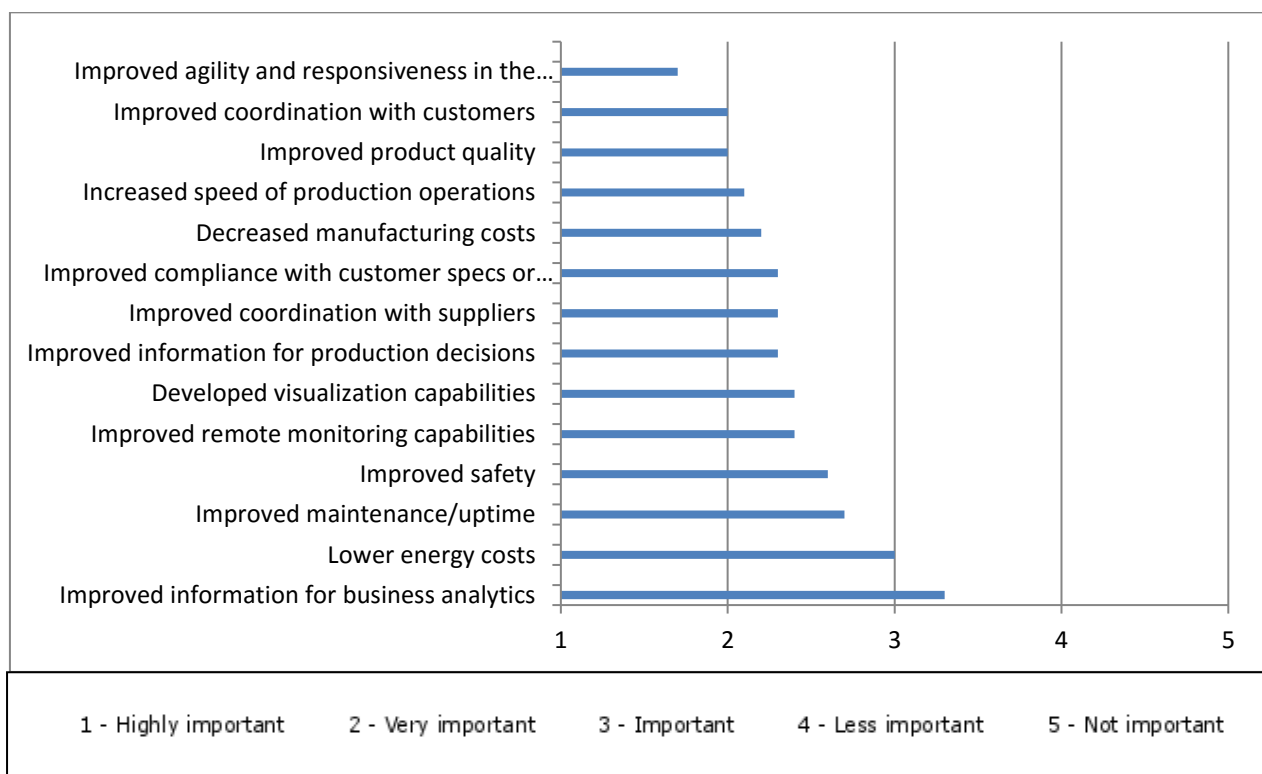 Improved agility and responsiveness in the…
Improved coordination with customers
Improved product quality
Increased speed of production operations
Decreased manufacturing costs
Improved compliance with customer specs or…
Improved coordination with suppliers
Improved information for production decisions
Developed visualization capabilities
Improved remote monitoring capabilities
Improved safety
Improved maintenance/uptime
Lower energy costs
Improved information for business analytics
1 2 3 4 5
1 - Highly important 2 - Very important 3 - Important 4 - Less important 5 - Not important